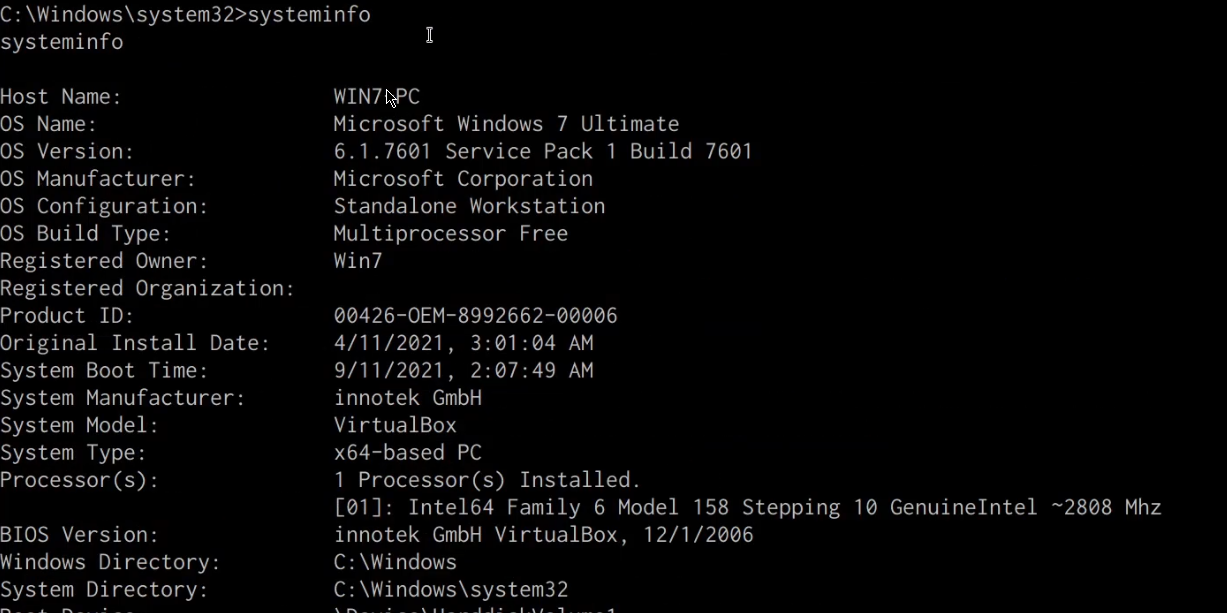 C:\Windows\system32>systeminfo
systeminfo
Host Name: WIN7-PC
OS Name: Microsoft Windows 7 Ultimate
OS Version: 6.1.7601 Service Pack 1 Build 7601
OS Manufacturer: Microsoft Corporation
OS Configuration: Standalone Workstation
OS Build Type: Multiprocessor Free
Registered Owner: Win7
Registered Organization:
Product ID: 00426-OEM-8992662-00006
Original Install Date: 4/11/2021, 3:01:04 AM
System Boot Time: 9/11/2021, 2:07:49 AM
System Manufacturer: innotek GmbH
System Model: VirtualBox
System Type: x64-based PC
Processor(s): 1 Processor(s) Installed.
[01]: Intel64 Family 6 Model 158 Stepping 10 GenuineIntel ~2808 Mhz
BIOS Version: innotek GmbH VirtualBox, 12/1/2006
Windows Directory: C:\Windows
System Directory: C:\Windows\system32